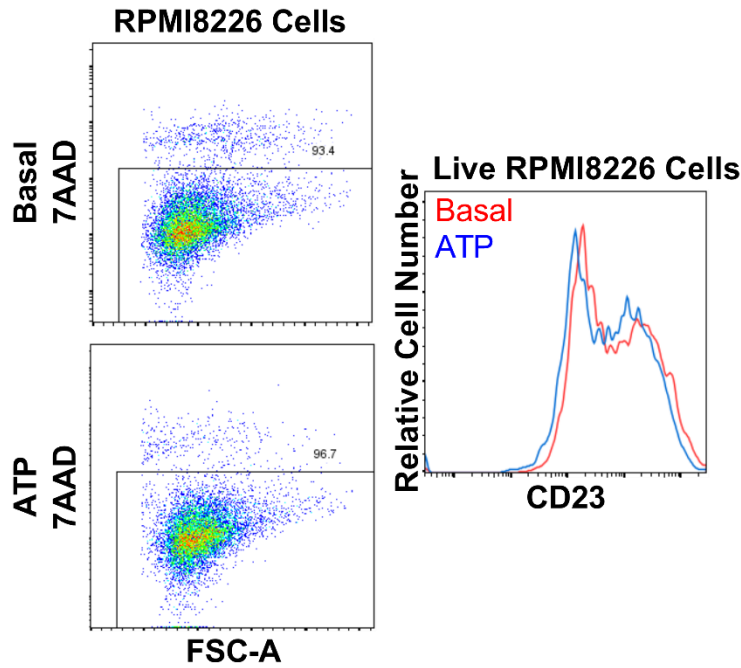 RPMI8226 Cells
Basal
7AAD
93.4
ATP
7AAD
96.7
FSC-A
Live RPMI8226 Cells
Relative Cell Number
Basal
ATP
CD23